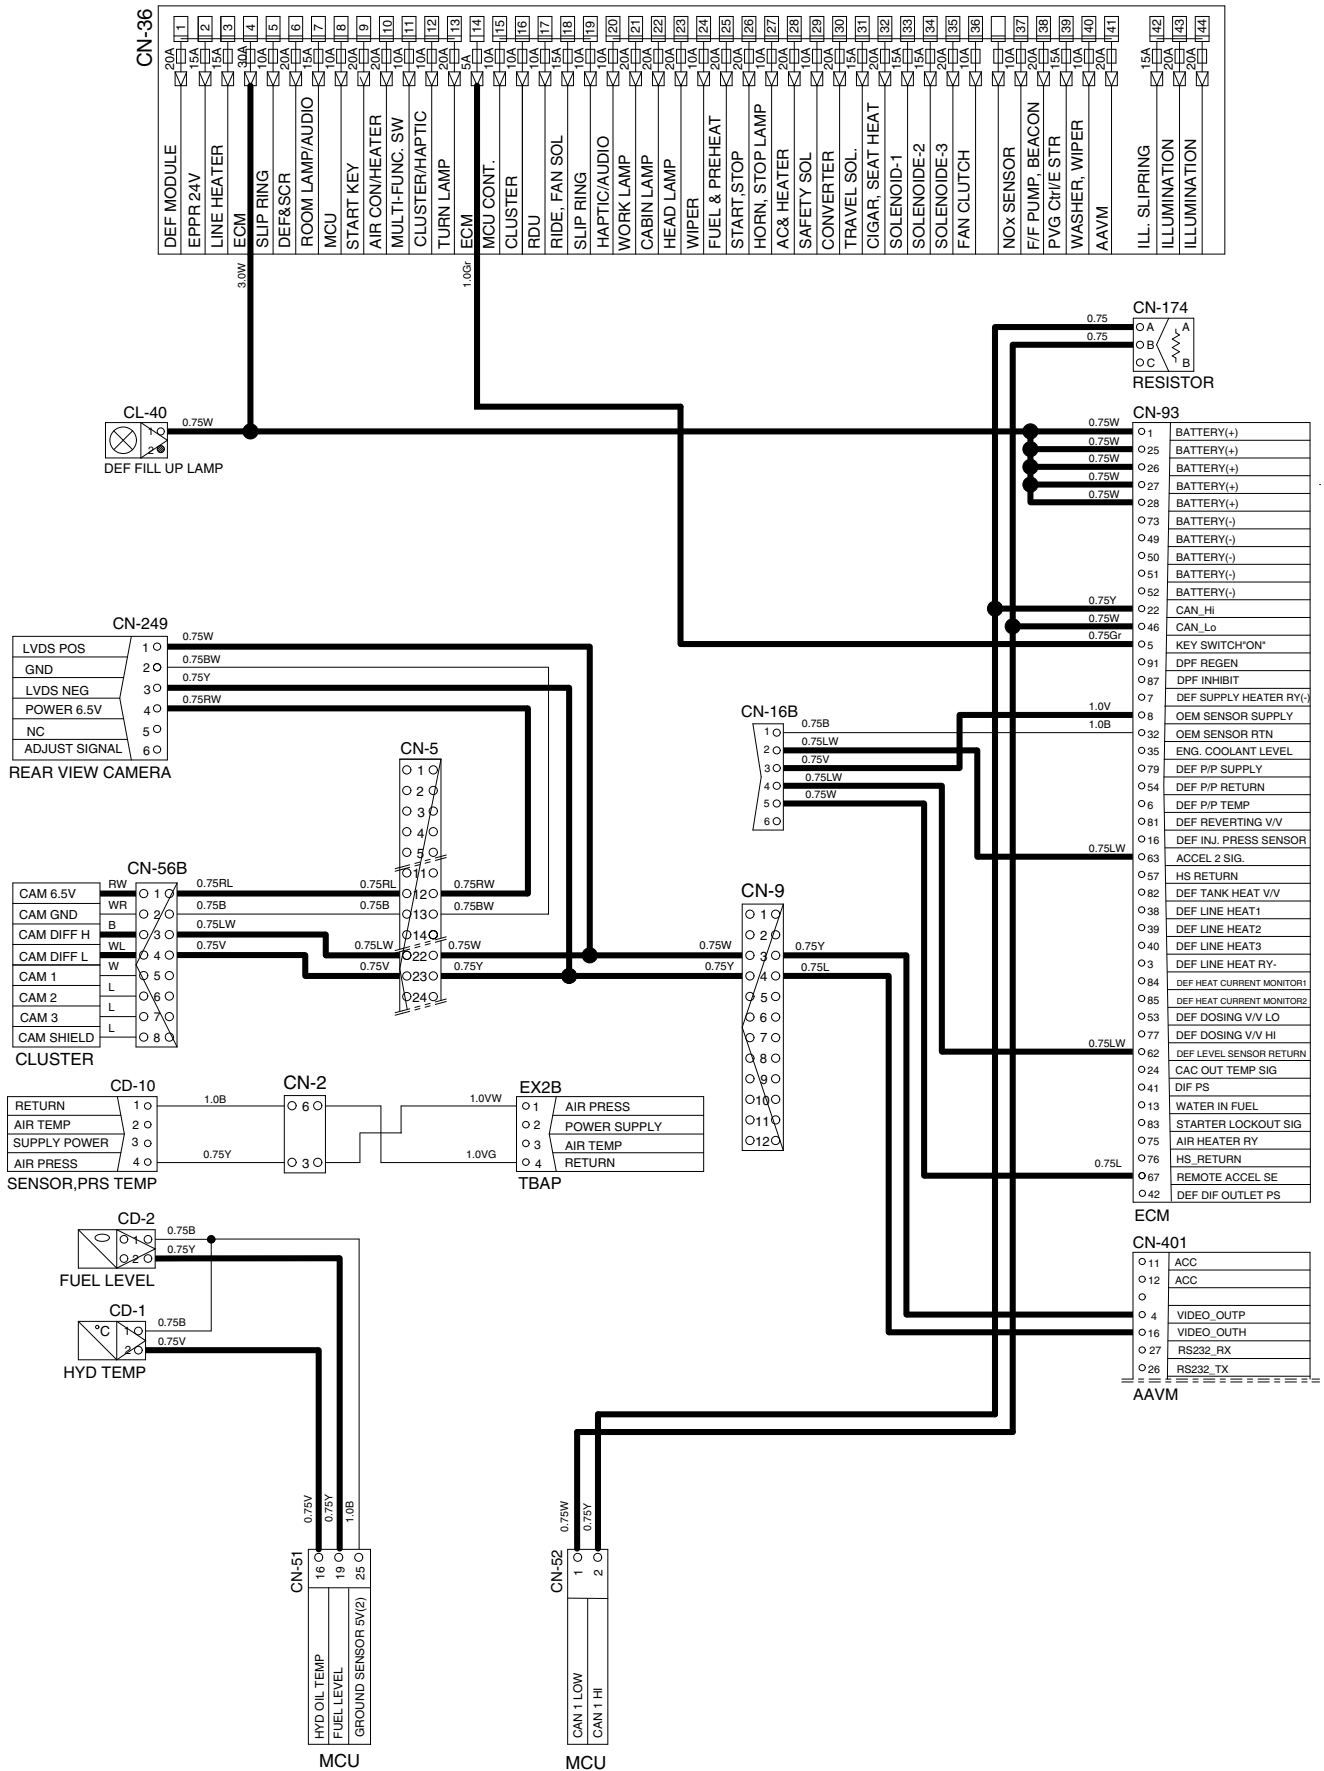 CN-36
1 2 3 4 5 6 7 8 9 10 11 12 13 14 15 16 17 18 19 20 21 22 23 24 25 26 27 28 29 30 31 32 33 34 35 36 37 38 39 40 41 42 43 44
20A 15A 15A 30A 10A 20A 15A 10A 20A 20A 10A 10A 20A 5A 10A 10A 10A 15A 10A 10A 20A 20A 20A 10A 20A 20A 10A 20A 10A 20A 15A 20A 15A 15A 20A 10A 10A 20A 15A 10A 20A 15A 20A 20A
DEF MODULE
EPPR 24V
LINE HEATER
ECM
SLIP RING
DEF&SCR
ROOM LAMP/AUDIO
MCU
START KEY
AIR CON/HEATER
MULTI-FUNC. SW
CLUSTER/HAPTIC
TURN LAMP
ECM
MCU CONT.
CLUSTER
RDU
RIDE, FAN SOL
SLIP RING
HAPTIC/AUDIO
WORK LAMP
CABIN LAMP
HEAD LAMP
WIPER
FUEL & PREHEAT
START,STOP
HORN, STOP LAMP
AC& HEATER
SAFETY SOL
CONVERTER
TRAVEL SOL.
CIGAR, SEAT HEAT
SOLENOID-1
SOLENOIDE-2
SOLENOIDE-3
FAN CLUTCH
NOx SENSOR
F/F PUMP, BEACON
PVG Ctrl/E STR
WASHER, WIPER
AAVM
ILL. SLIPRING
ILLUMINATION
ILLUMINATION
3.0W
1.0Gr
CN-174
0.75 A A
0.75 B
C B
RESISTOR
CL-40
0.75W
1
2
DEF FILL UP LAMP
CN-93
0.75W 1 BATTERY(+)
0.75W 25 BATTERY(+)
0.75W 26 BATTERY(+)
0.75W 27 BATTERY(+)
0.75W 28 BATTERY(+)
73 BATTERY(-)
49 BATTERY(-)
50 BATTERY(-)
51 BATTERY(-)
52 BATTERY(-)
0.75Y 22 CAN_Hi
0.75W 46 CAN_Lo
0.75Gr 5 KEY SWITCH"ON"
91 DPF REGEN
87 DPF INHIBIT
7 DEF SUPPLY HEATER RY(-)
1.0V 8 OEM SENSOR SUPPLY
1.0B 32 OEM SENSOR RTN
35 ENG. COOLANT LEVEL
79 DEF P/P SUPPLY
54 DEF P/P RETURN
6 DEF P/P TEMP
81 DEF REVERTING V/V
16 DEF INJ. PRESS SENSOR
0.75LW 63 ACCEL 2 SIG.
57 HS RETURN
82 DEF TANK HEAT V/V
38 DEF LINE HEAT1
39 DEF LINE HEAT2
40 DEF LINE HEAT3
3 DEF LINE HEAT RY-
84 DEF HEAT CURRENT MONITOR1
85 DEF HEAT CURRENT MONITOR2
53 DEF DOSING V/V LO
77 DEF DOSING V/V HI
0.75LW 62 DEF LEVEL SENSOR RETURN
24 CAC OUT TEMP SIG
41 DIF PS
13 WATER IN FUEL
83 STARTER LOCKOUT SIG
75 AIR HEATER RY
76 HS_RETURN
0.75L 67 REMOTE ACCEL SE
42 DEF DIF OUTLET PS
ECM
CN-249
LVDS POS 1 0.75W
GND 2 0.75BW
LVDS NEG 3 0.75Y
POWER 6.5V 4 0.75RW
NC 5
ADJUST SIGNAL 6
REAR VIEW CAMERA
CN-16B
1 0.75B
2 0.75LW
3 0.75V
4 0.75LW
5 0.75W
6
CN-5
1
2
3
4
5
11
0.75RL 12 0.75RW
0.75B 13 0.75BW
14
0.75LW 22 0.75W
0.75V 23 0.75Y
24
CN-56B
CAM 6.5V RW 1 0.75RL
CAM GND WR 2 0.75B
CAM DIFF H B 3 0.75LW
CAM DIFF L WL 4 0.75V
CAM 1 W 5
CAM 2 L 6
CAM 3 L 7
CAM SHIELD L 8
CLUSTER
CN-9
1
2
0.75W 3 0.75Y
0.75Y 4 0.75L
5
6
7
8
9
10
11
12
CD-10
RETURN 1 1.0B
AIR TEMP 2
SUPPLY POWER 3
AIR PRESS 4 0.75Y
SENSOR,PRS TEMP
CN-2
6
3
EX2B
1.0VW 1 AIR PRESS
2 POWER SUPPLY
3 AIR TEMP
1.0VG 4 RETURN
TBAP
CD-2
1 0.75B
2 0.75Y
FUEL LEVEL
CD-1
°C 1 0.75B
2 0.75V
HYD TEMP
CN-401
11 ACC
12 ACC
4 VIDEO_OUTP
16 VIDEO_OUTH
27 RS232_RX
26 RS232_TX
AAVM
CN-51
0.75V 16 HYD OIL TEMP
0.75Y 19 FUEL LEVEL
1.0B 25 GROUND SENSOR 5V(2)
MCU
CN-52
0.75W 1 CAN 1 LOW
0.75Y 2 CAN 1 HI
MCU